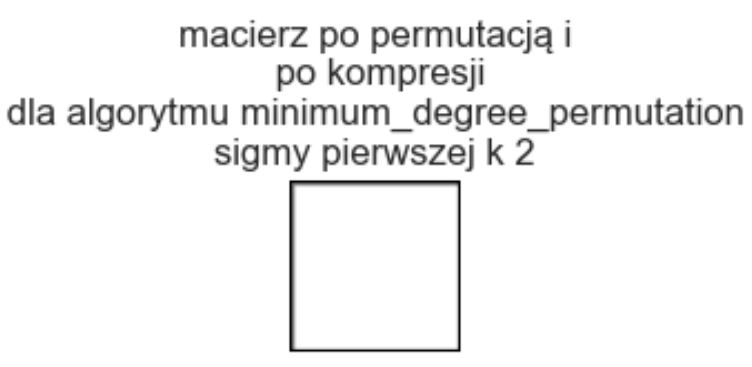 macierz po permutacją i
po kompresji
dla algorytmu minimum_degree_permutation
sigmy pierwszej k 2